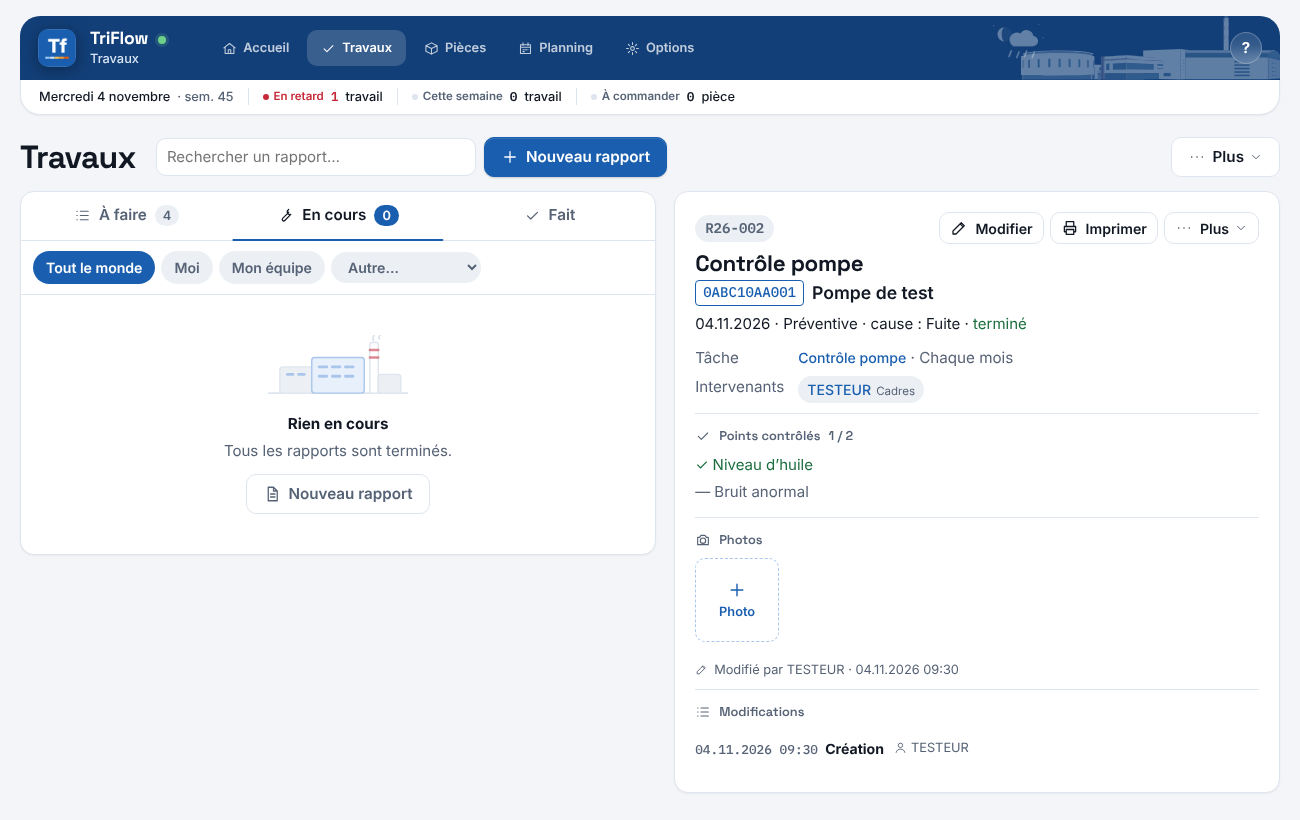 Tf TriFlow
Travaux
Accueil Travaux Pièces Planning Options ?
Mercredi 4 novembre · sem. 45 En retard 1 travail Cette semaine 0 travail À commander 0 pièce
Travaux Rechercher un rapport… + Nouveau rapport ··· Plus
À faire 4 En cours 0 Fait
Tout le monde Moi Mon équipe Autre…
Rien en cours
Tous les rapports sont terminés.
Nouveau rapport
R26-002 Modifier Imprimer ··· Plus
Contrôle pompe
0ABC10AA001 Pompe de test
04.11.2026 · Préventive · cause : Fuite · terminé
Tâche Contrôle pompe · Chaque mois
Intervenants TESTEUR Cadres
Points contrôlés 1 / 2
✓ Niveau d’huile
— Bruit anormal
Photos
+
Photo
Modifié par TESTEUR · 04.11.2026 09:30
Modifications
04.11.2026 09:30 Création TESTEUR